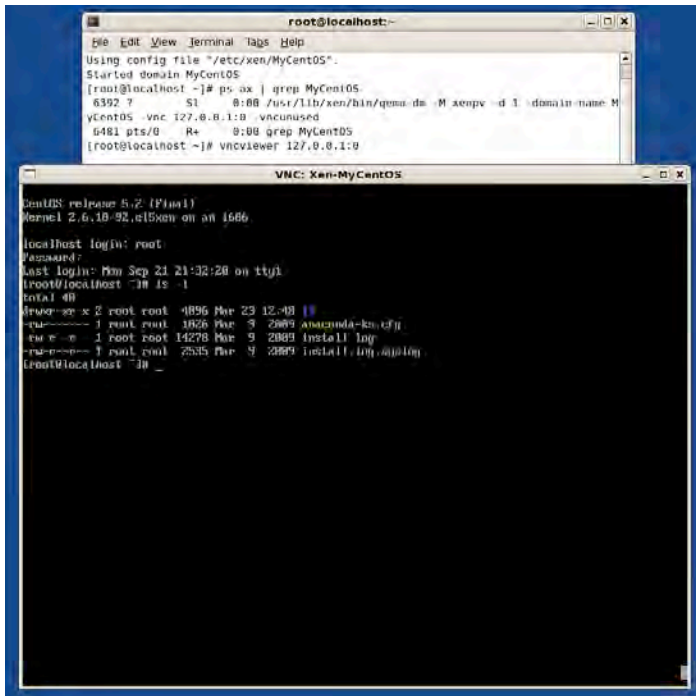 root@localhost:~
File Edit View Terminal Tabs Help
Using config file "/etc/xen/MyCentOS".
Started domain MyCentOS
[root@localhost ~]# ps ax | grep MyCentOS
6392 ? Sl 0:00 /usr/lib/xen/bin/qemu-dm -M xenpv -d 1 -domain-name M
yCentOS -vnc 127.0.0.1:0 -vncunused
6481 pts/0 R+ 0:00 grep MyCentOS
[root@localhost ~]# vncviewer 127.0.0.1:0
VNC: Xen-MyCentOS
CentOS release 5.2 (Final)
Kernel 2.6.18-92.el5xen on an i686
localhost login: root
Password:
Last login: Mon Sep 21 21:32:20 on tty1
[root@localhost ~]# ls -l
total 40
drwxr-xr-x 2 root root 4096 Mar 23 12:48
-rw------- 1 root root 1026 Mar 9 2009 anaconda-ks.cfg
-rw-r--r-- 1 root root 14278 Mar 9 2009 install.log
-rw-r--r-- 1 root root 2535 Mar 9 2009 install.log.syslog
[root@localhost ~]# _